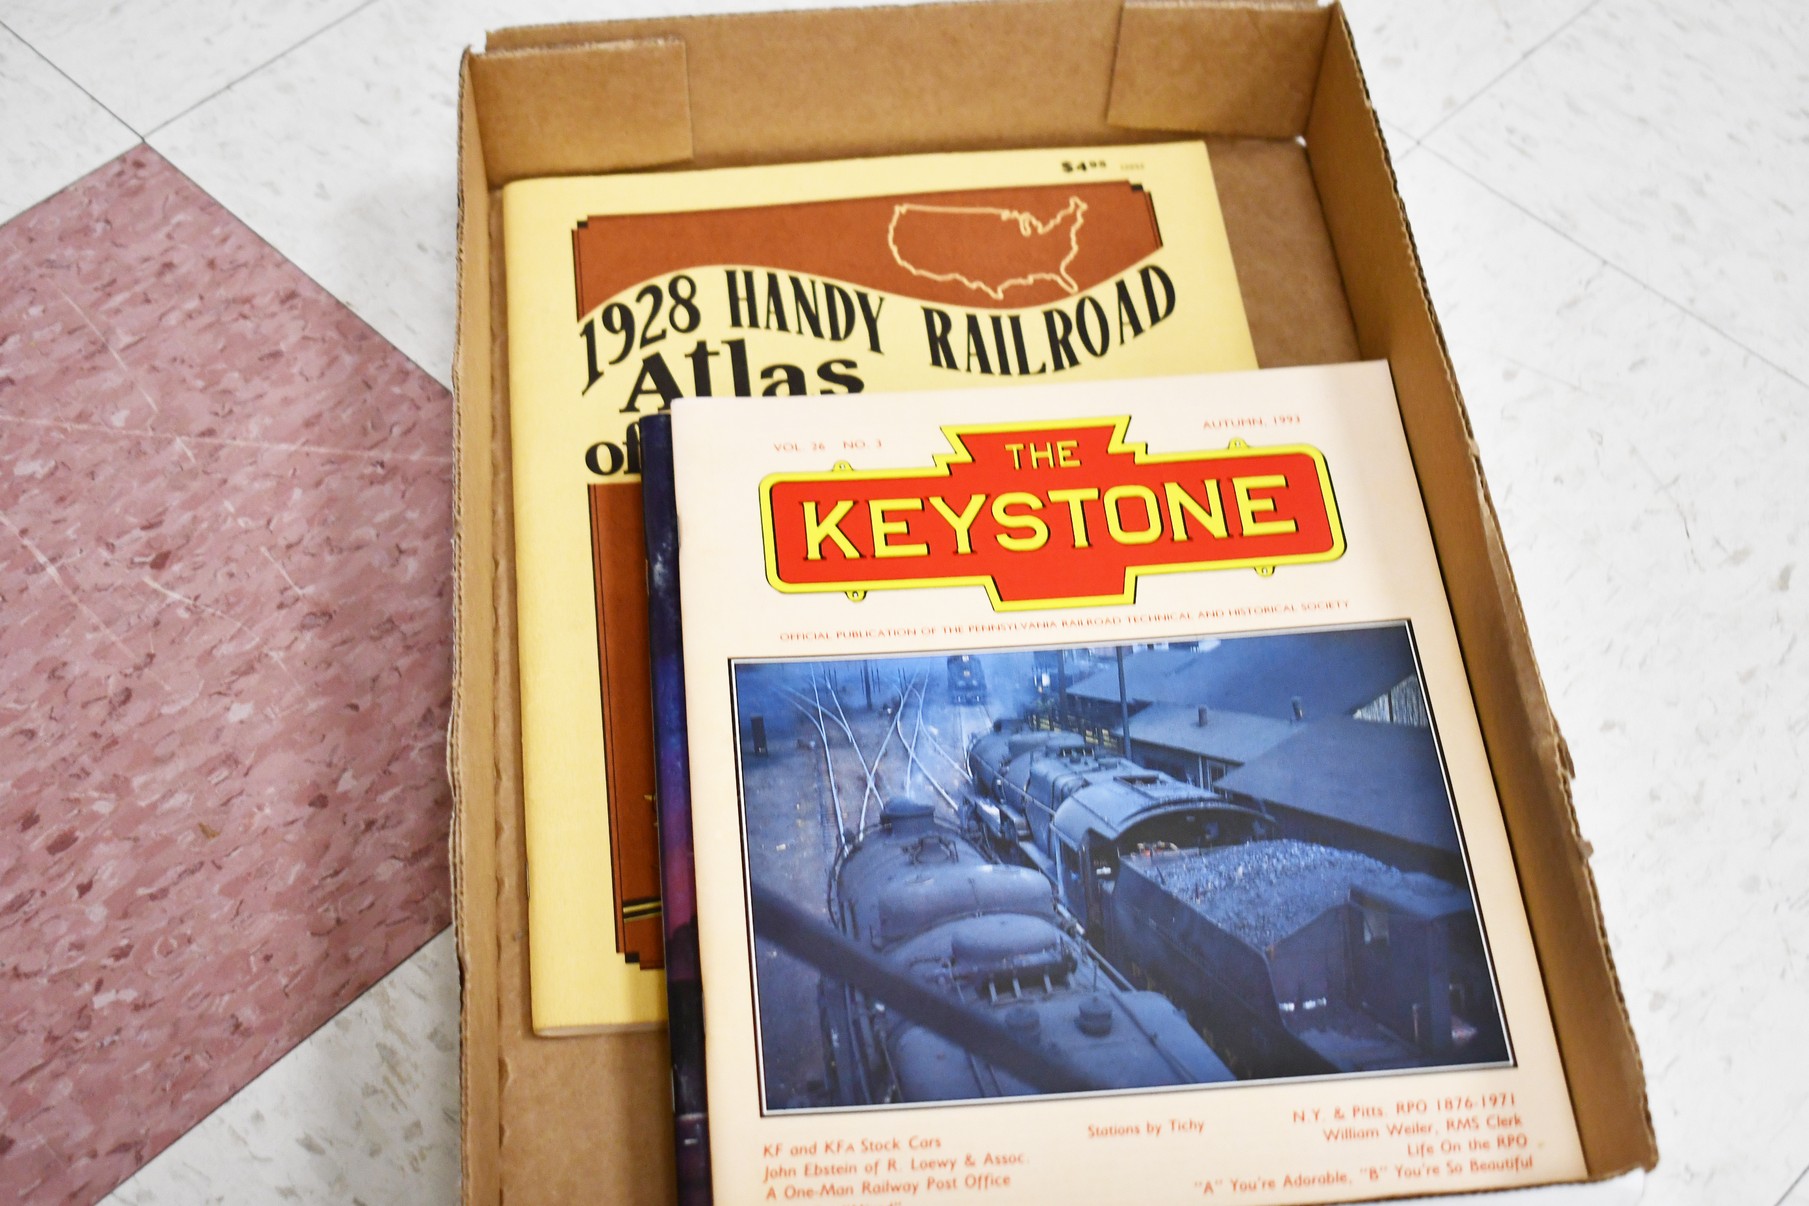 $4.95
1928 HANDY RAILROAD
Atlas
of
VOL. 26 NO. 3
AUTUMN, 1993
THE
KEYSTONE
OFFICIAL PUBLICATION OF THE PENNSYLVANIA RAILROAD TECHNICAL AND HISTORICAL SOCIETY
KF and KFA Stock Cars
John Ebstein of R. Loewy & Assoc.
A One-Man Railway Post Office
Stations by Tichy
N.Y. & Pitts. RPO 1876-1971
William Weiler, RMS Clerk
Life On the RPO
"A" You're Adorable, "B" You're So Beautiful